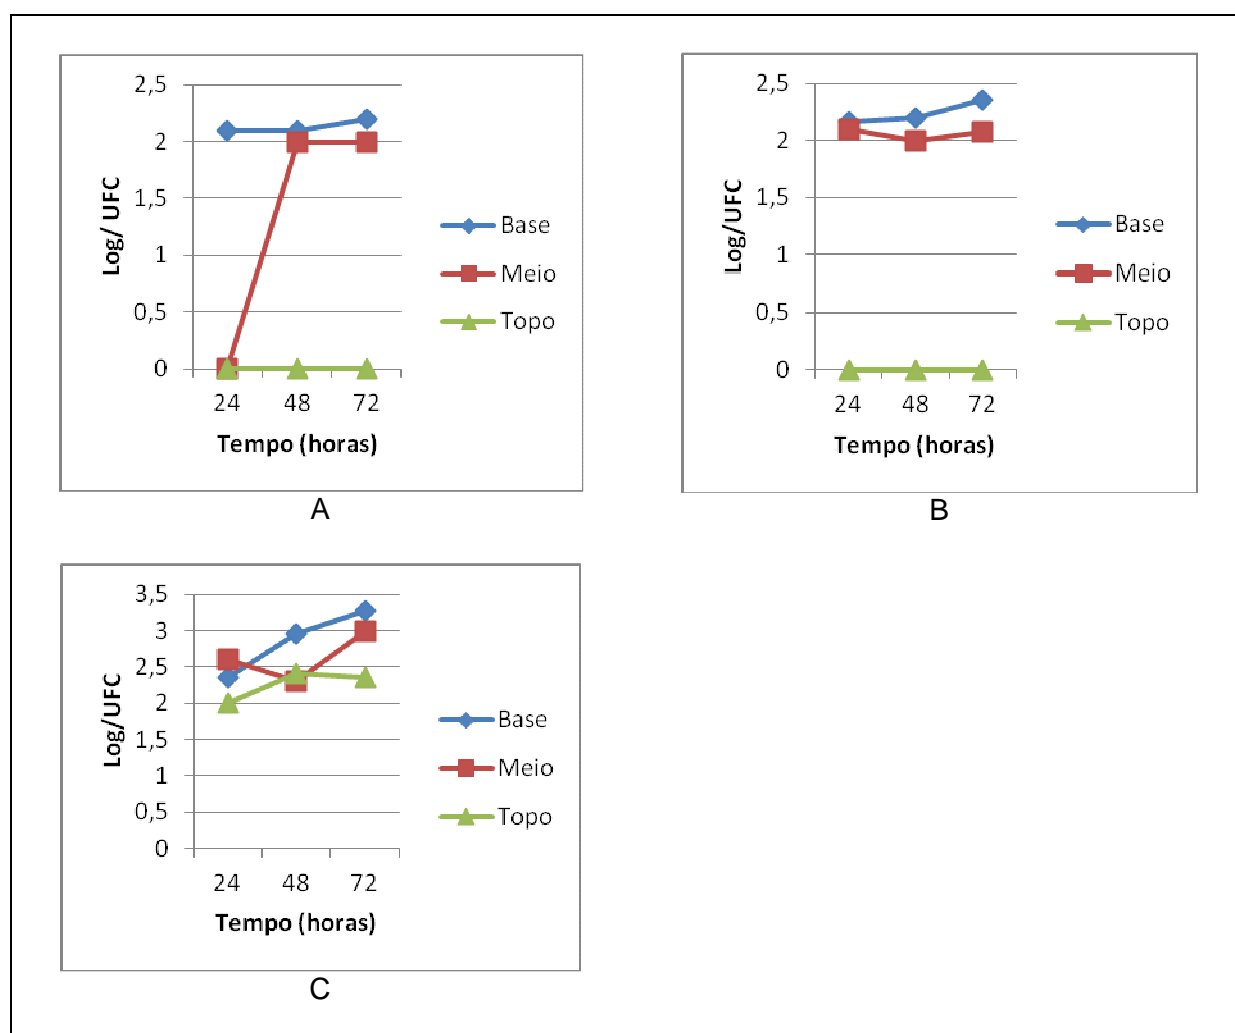 2,5
2
1,5
1
0,5
0
Log/ UFC
24 48 72
Tempo (horas)
Base
Meio
Topo
A
2,5
2
1,5
1
0,5
0
Log/UFC
24 48 72
Tempo (horas)
Base
Meio
Topo
B
3,5
3
2,5
2
1,5
1
0,5
0
Log/UFC
24 48 72
Tempo (horas)
Base
Meio
Topo
C